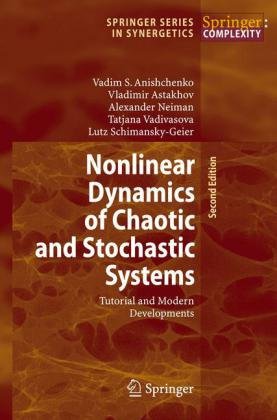 SPRINGER SERIES
IN SYNERGETICS
Springer:
COMPLEXITY
Vadim S. Anishchenko
Vladimir Astakhov
Alexander Neiman
Tatjana Vadivasova
Lutz Schimansky-Geier
Nonlinear
Dynamics
of Chaotic
and Stochastic
Systems
Second Edition
Tutorial and Modern
Developments
Springer